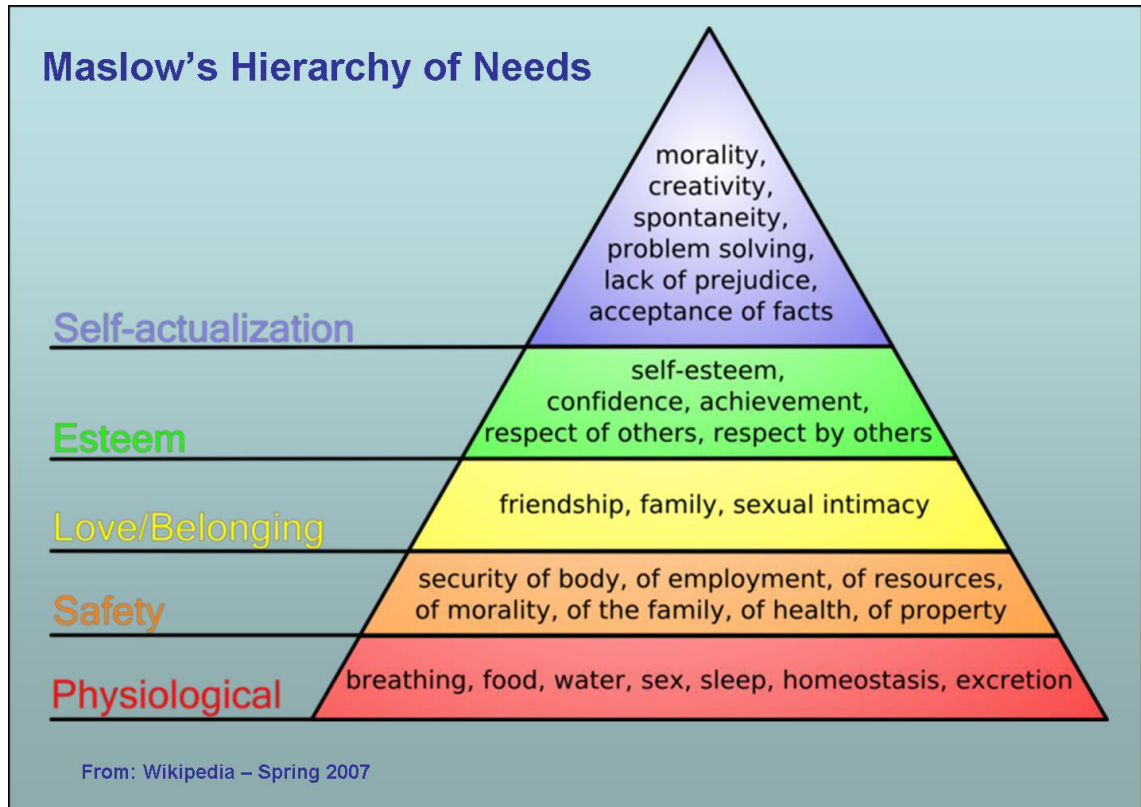 Maslow's Hierarchy of Needs
morality,
creativity,
spontaneity,
problem solving,
lack of prejudice,
acceptance of facts
Self-actualization
self-esteem,
confidence, achievement,
respect of others, respect by others
Esteem
friendship, family, sexual intimacy
Love/Belonging
security of body, of employment, of resources,
of morality, of the family, of health, of property
Safety
breathing, food, water, sex, sleep, homeostasis, excretion
Physiological
From: Wikipedia – Spring 2007